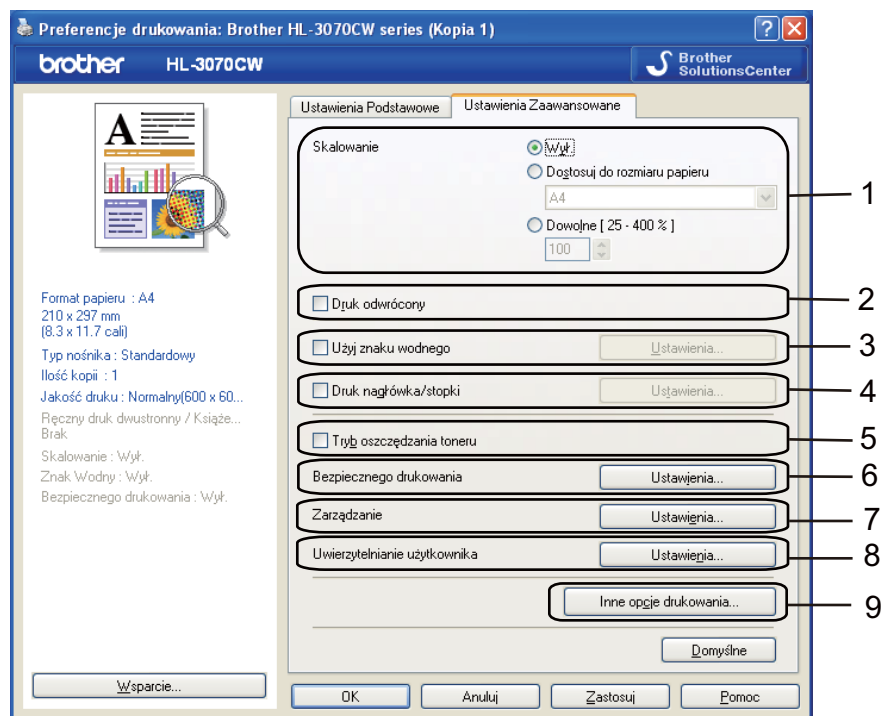 Preferencje drukowania: Brother HL-3070CW series (Kopia 1)
brother HL-3070CW
Brother
SolutionsCenter
A
Format papieru : A4
210 x 297 mm
(8.3 x 11.7 cali)
Typ nośnika : Standardowy
Ilość kopii : 1
Jakość druku : Normalny(600 x 60...
Ręczny druk dwustronny / Książe...
Brak
Skalowanie : Wył.
Znak Wodny : Wył.
Bezpiecznego drukowania : Wył.
Wsparcie...
Ustawienia Podstawowe Ustawienia Zaawansowane
Skalowanie Wył.
Dostosuj do rozmiaru papieru
A4
Dowolne [ 25 - 400 % ]
100
1
Druk odwrócony 2
Użyj znaku wodnego Ustawienia... 3
Druk nagłówka/stopki Ustawienia... 4
Tryb oszczędzania toneru 5
Bezpiecznego drukowania Ustawienia... 6
Zarządzanie Ustawienia... 7
Uwierzytelnianie użytkownika Ustawienia... 8
Inne opcje drukowania... 9
Domyślne
OK Anuluj Zastosuj Pomoc